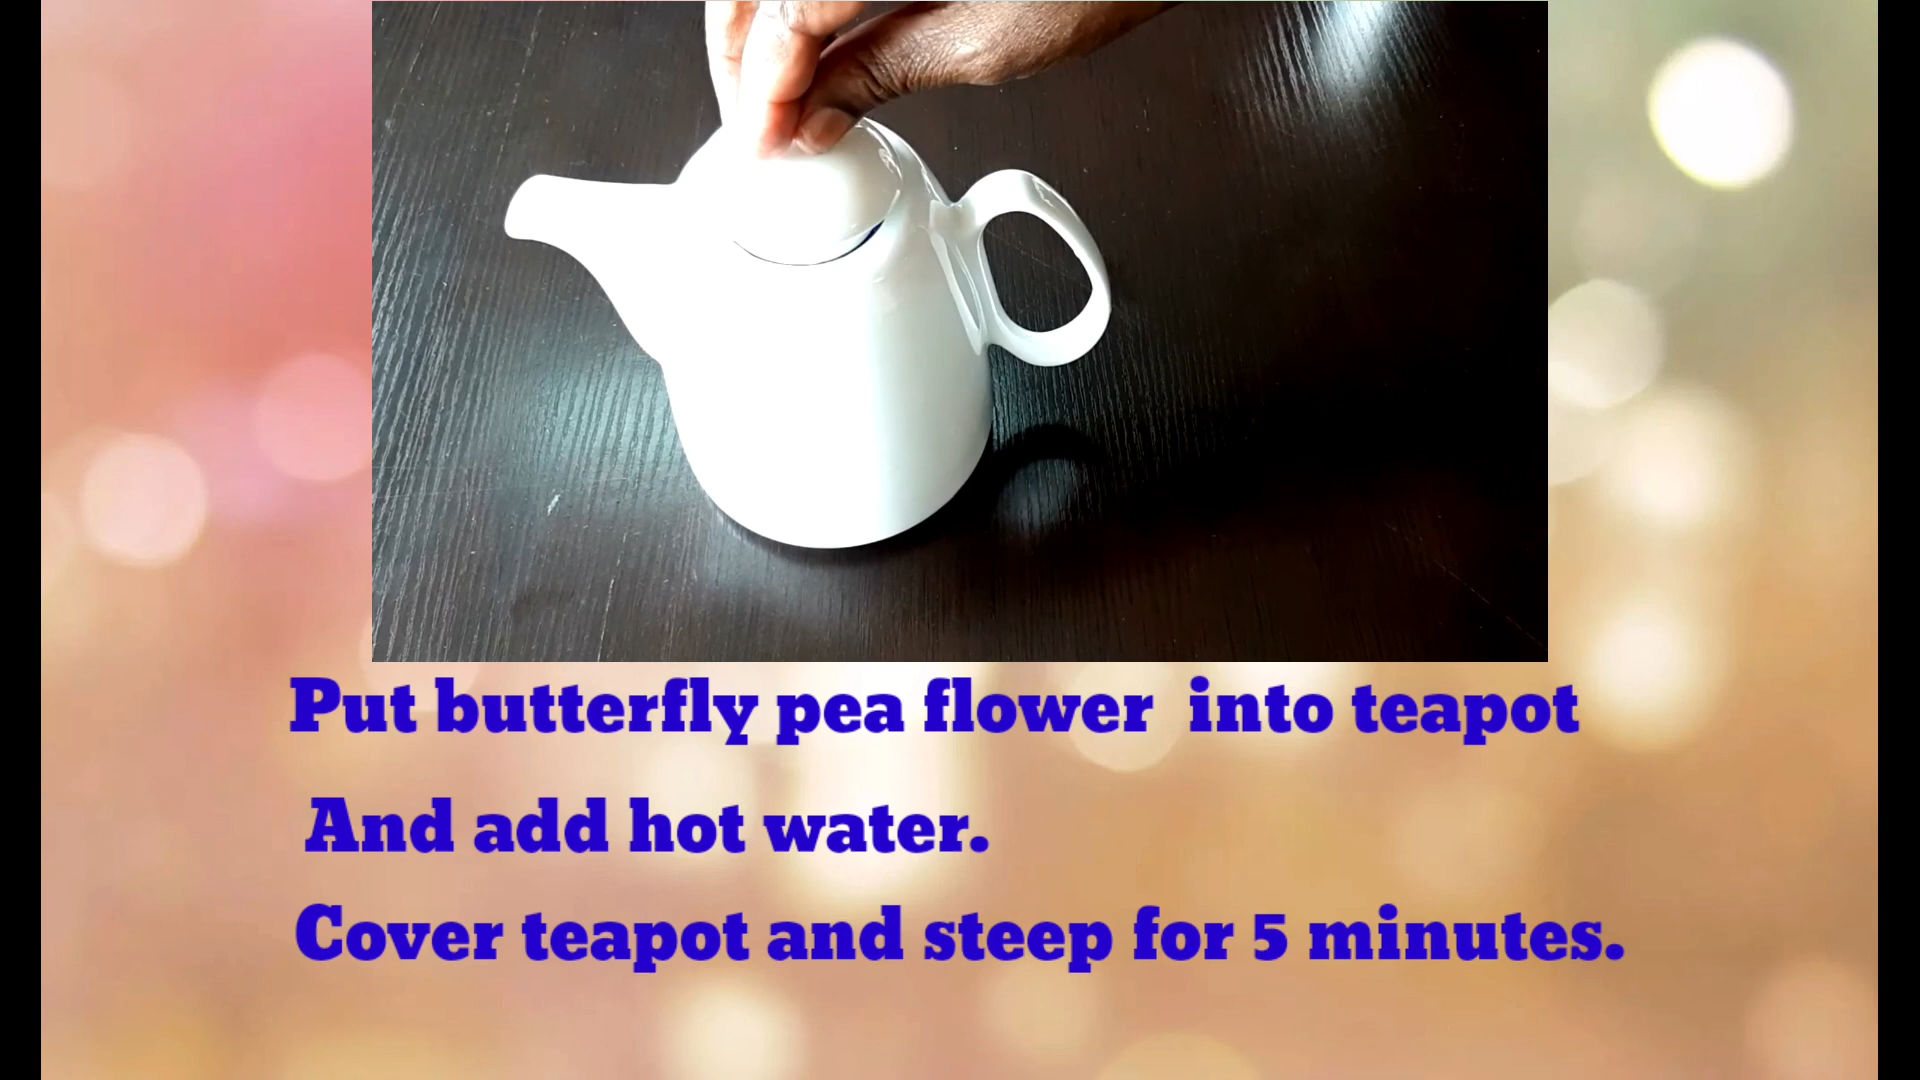 Put butterfly pea flower into teapot
And add hot water.
Cover teapot and steep for 5 minutes.